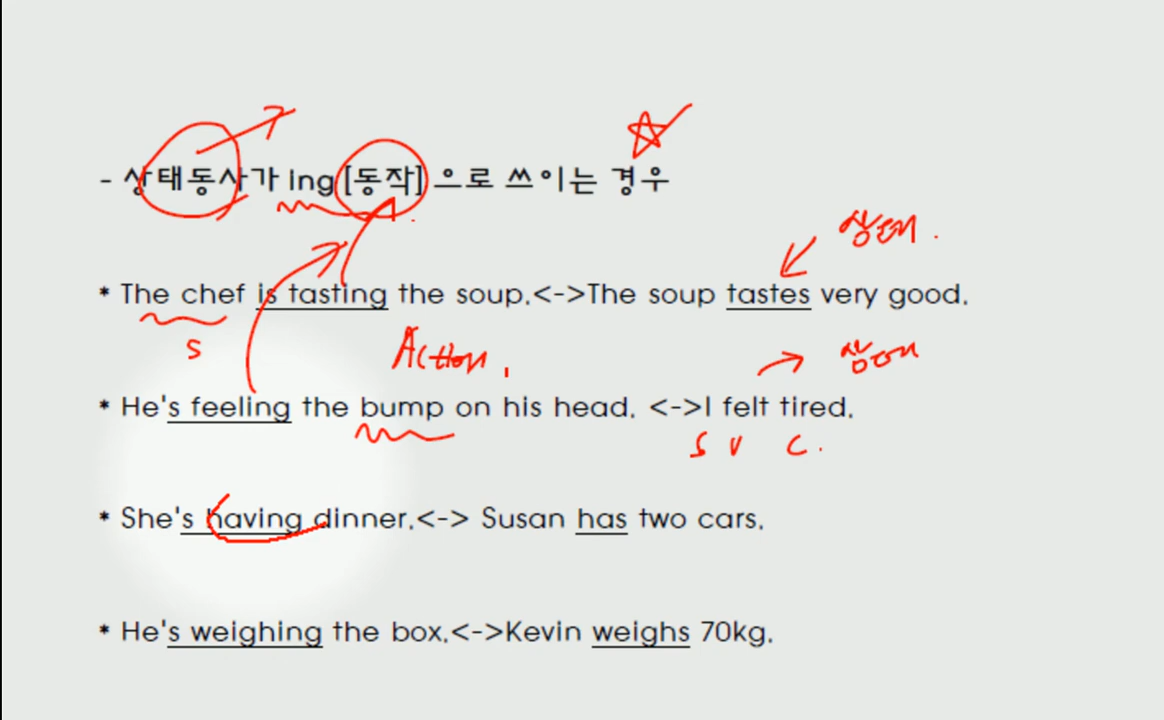 - 상태동사가 ing[동작]으로 쓰이는 경우
상태.
* The chef is tasting the soup.<->The soup tastes very good.
s
Action,
상태
* He's feeling the bump on his head. <->I felt tired.
S V C.
* She's having dinner.<-> Susan has two cars.
* He's weighing the box.<->Kevin weighs 70kg.